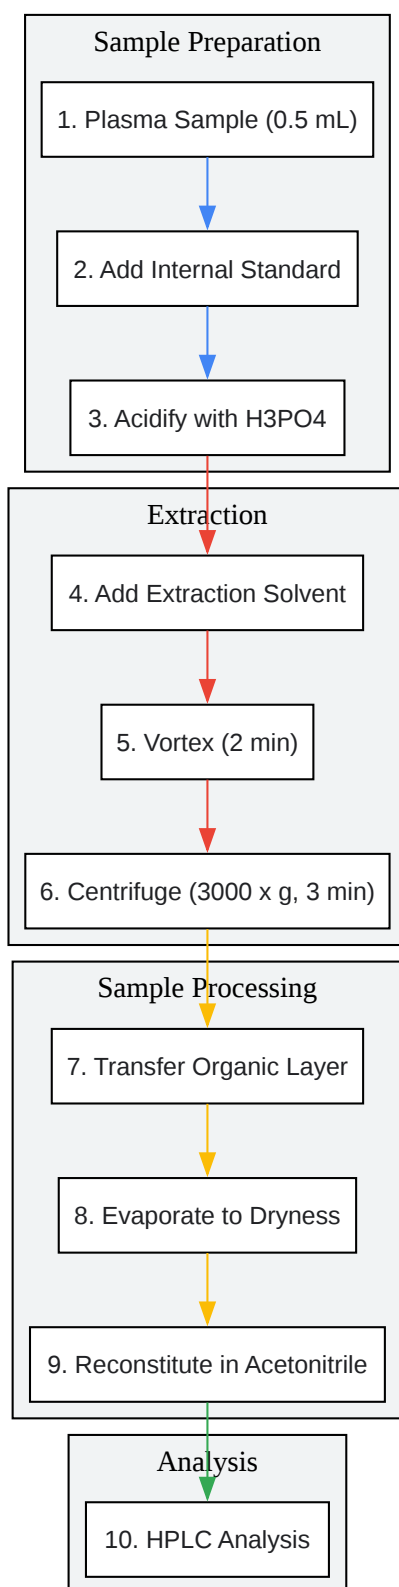 Sample Preparation
1. Plasma Sample (0.5 mL)
2. Add Internal Standard
3. Acidify with H3PO4
Extraction
4. Add Extraction Solvent
5. Vortex (2 min)
6. Centrifuge (3000 x g, 3 min)
Sample Processing
7. Transfer Organic Layer
8. Evaporate to Dryness
9. Reconstitute in Acetonitrile
Analysis
10. HPLC Analysis